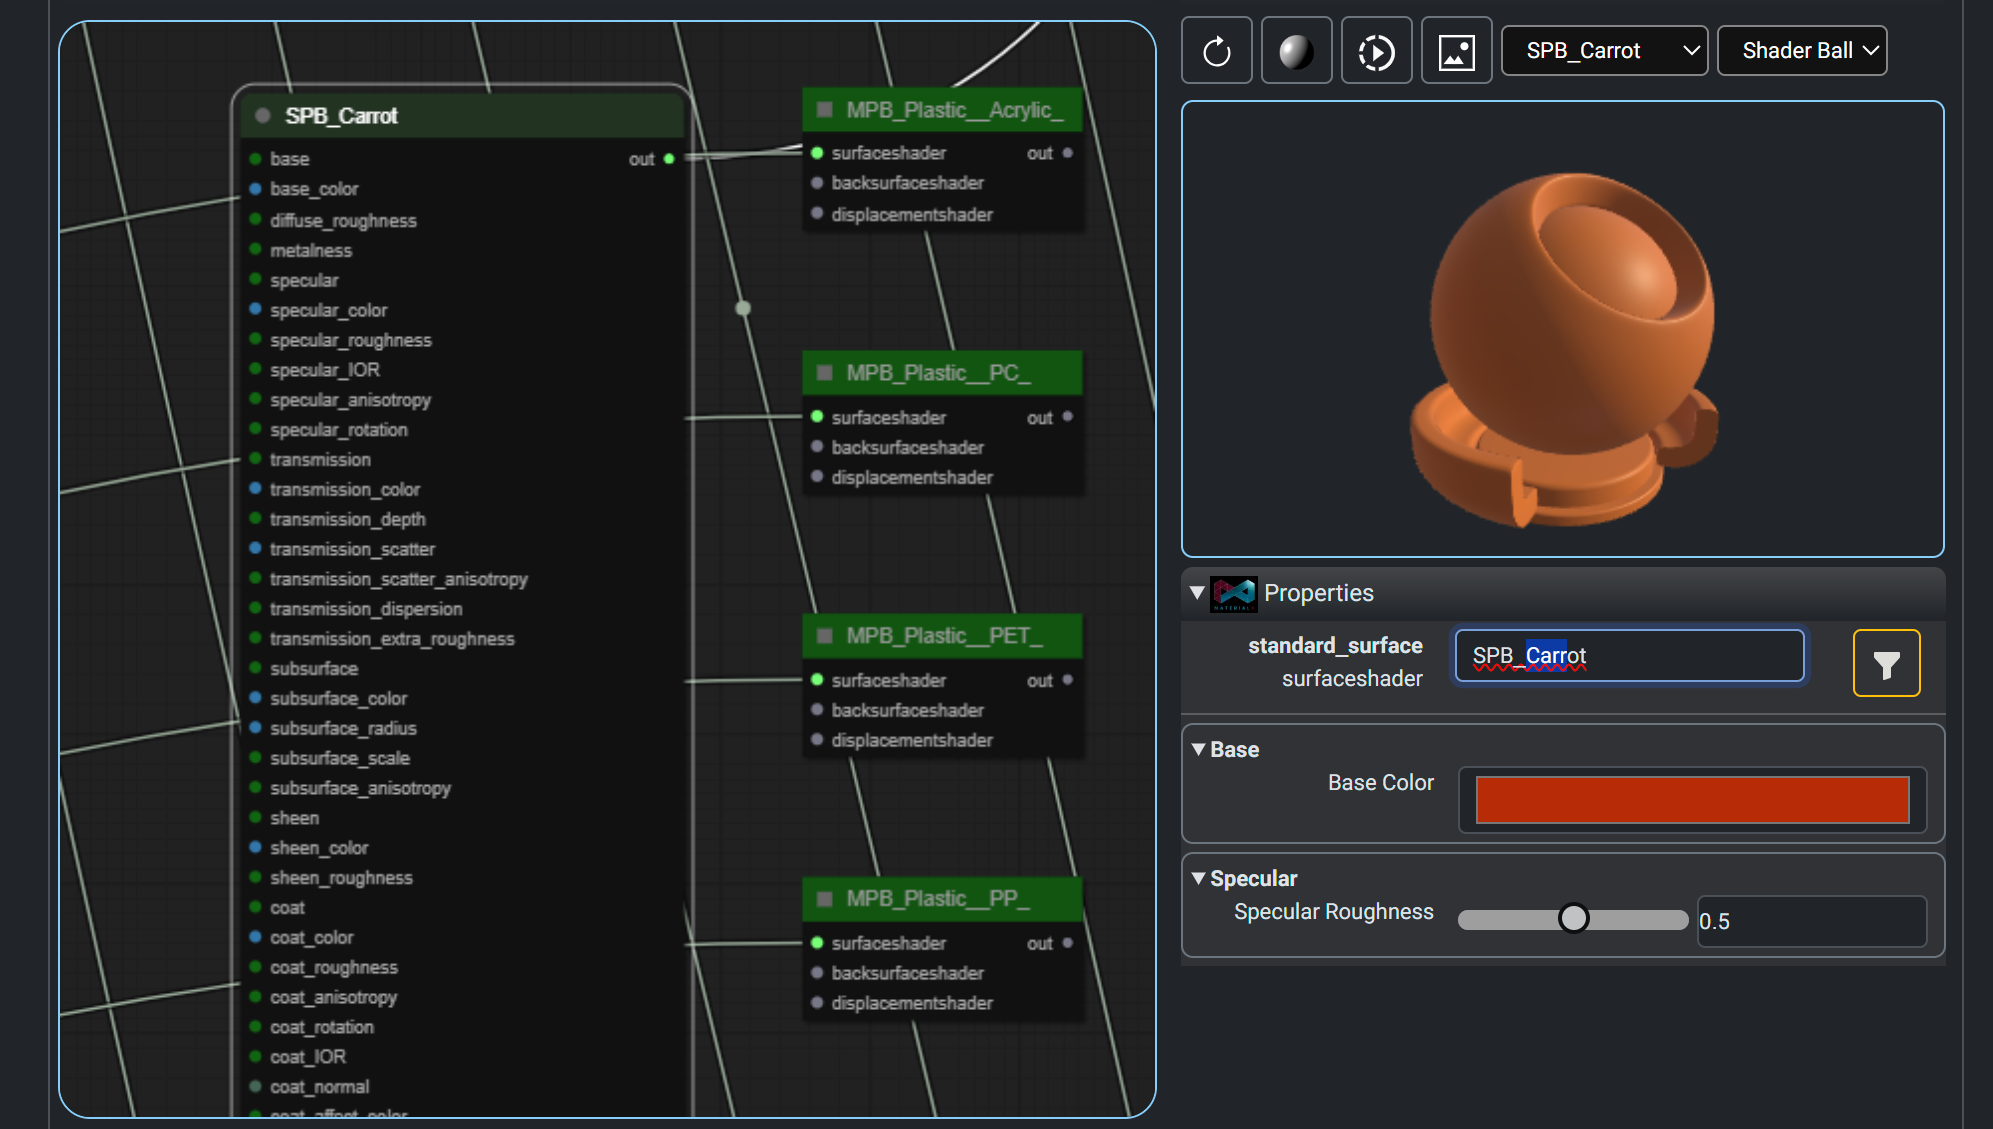 SPB_Carrot
base
out
base_color
diffuse_roughness
metalness
specular
specular_color
specular_roughness
specular_IOR
specular_anisotropy
specular_rotation
transmission
transmission_color
transmission_depth
transmission_scatter
transmission_scatter_anisotropy
transmission_dispersion
transmission_extra_roughness
subsurface
subsurface_color
subsurface_radius
subsurface_scale
subsurface_anisotropy
sheen
sheen_color
sheen_roughness
coat
coat_color
coat_roughness
coat_anisotropy
coat_rotation
coat_IOR
coat_normal
coat_affect_color
MPB_Plastic__Acrylic_
surfaceshader out
backsurfaceshader
displacementshader
MPB_Plastic__PC_
surfaceshader out
backsurfaceshader
displacementshader
MPB_Plastic__PET_
surfaceshader out
backsurfaceshader
displacementshader
MPB_Plastic__PP_
surfaceshader out
backsurfaceshader
displacementshader
SPB_Carrot
Shader Ball
Properties
standard_surface
surfaceshader
SPB_Carrot
Base
Base Color
Specular
Specular Roughness
0.5